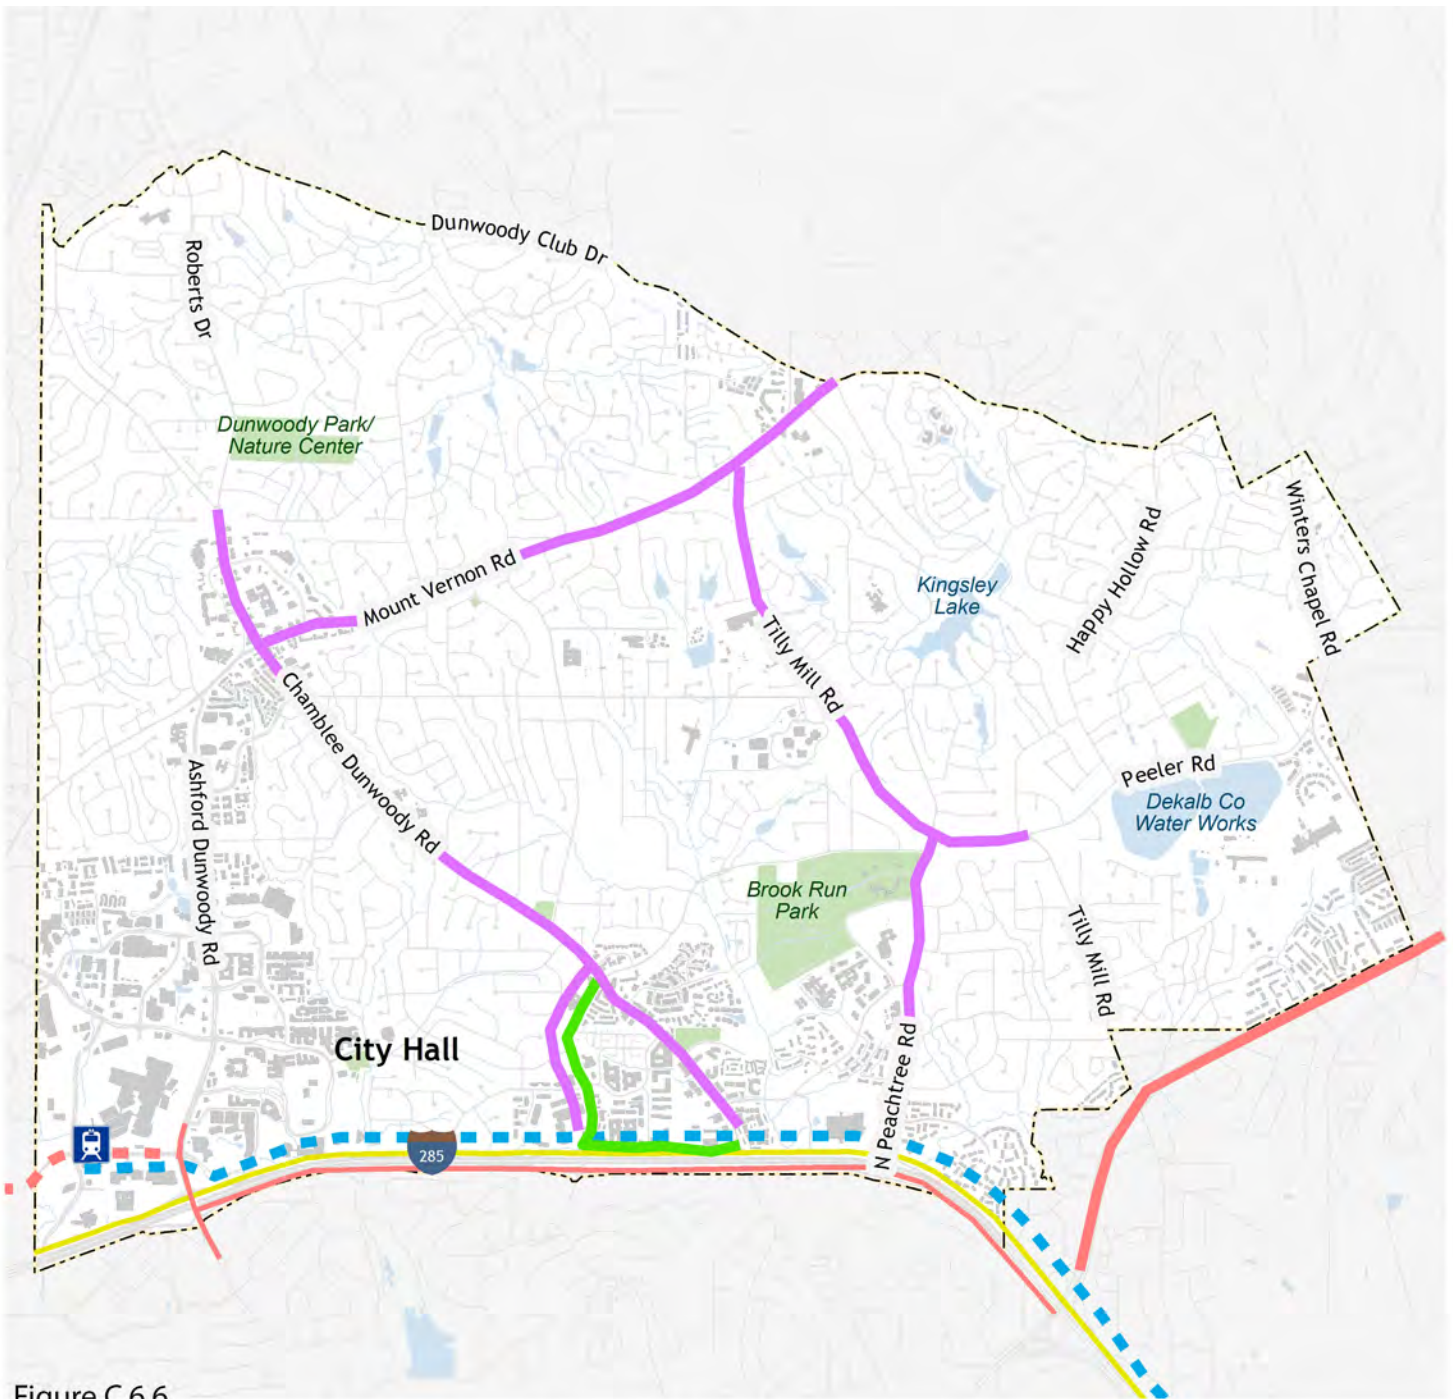 Dunwoody Club Dr
Roberts Dr
Dunwoody Park/
Nature Center
Winters Chapel Rd
Happy Hollow Rd
Mount Vernon Rd
Kingsley
Lake
Tilly Mill Rd
Chamblee Dunwoody Rd
Ashford Dunwoody Rd
Peeler Rd
Dekalb Co
Water Works
Brook Run
Park
Tilly Mill Rd
City Hall
N Peachtree Rd
285
Figure C.6.6